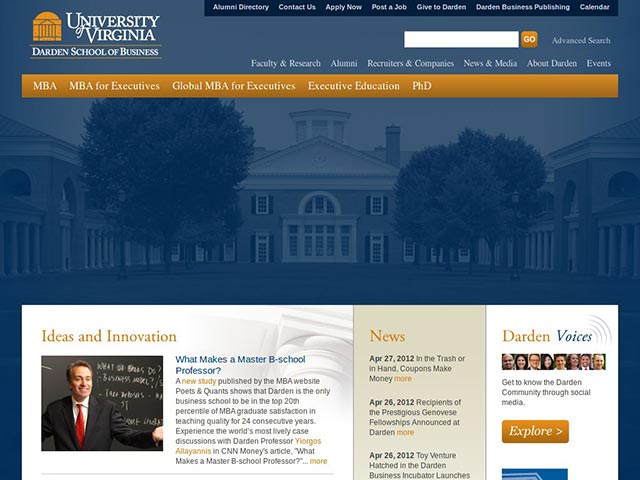 Alumni Directory Contact Us Apply Now Post a Job Give to Darden Darden Business Publishing Calendar
UNIVERSITY
of VIRGINIA
DARDEN SCHOOL OF BUSINESS
GO
Advanced Search
Faculty & Research Alumni Recruiters & Companies News & Media About Darden Events
MBA MBA for Executives Global MBA for Executives Executive Education PhD
Ideas and Innovation
What Makes a Master B-school
Professor?
A new study published by the MBA website
Poets & Quants shows that Darden is the only
business school to be in the top 20th
percentile of MBA graduate satisfaction in
teaching quality for 24 consecutive years.
Experience the world's most lively case
discussions with Darden Professor Yiorgos
Allayannis in CNN Money's article, "What
Makes a Master B-school Professor?"... more
News
Apr 27, 2012 In the Trash or
in Hand, Coupons Make
Money more
Apr 26, 2012 Recipients of
the Prestigious Genovese
Fellowships Announced at
Darden more
Apr 26, 2012 Toy Venture
Hatched in the Darden
Business Incubator Launches
Darden Voices
Get to know the Darden
Community through social
media.
Explore >